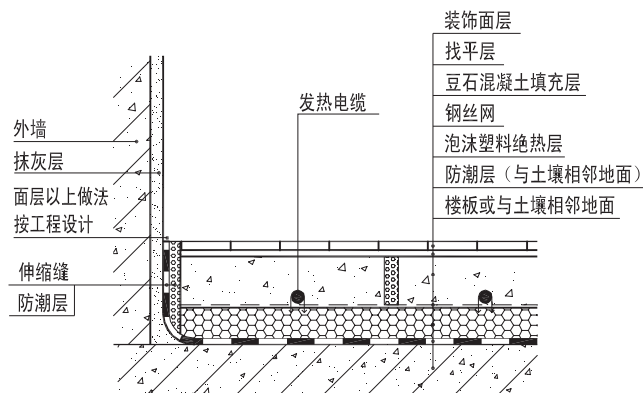 装饰面层
找平层
豆石混凝土填充层
钢丝网
泡沫塑料绝热层
防潮层（与土壤相邻地面）
楼板或与土壤相邻地面
发热电缆
外墙
抹灰层
面层以上做法
按工程设计
伸缩缝
防潮层